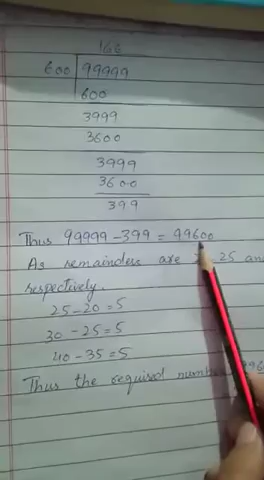 166
600 99999
600
3999
3600
3999
3600
399
Thus 99999 - 399 = 99600
As remainders are 25 and
respectively.
25 - 20 = 5
30 - 25 = 5
40 - 35 = 5
Thus the required number